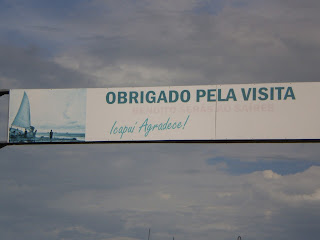 OBRIGADO PELA VISITA
Icapuí Agradece!